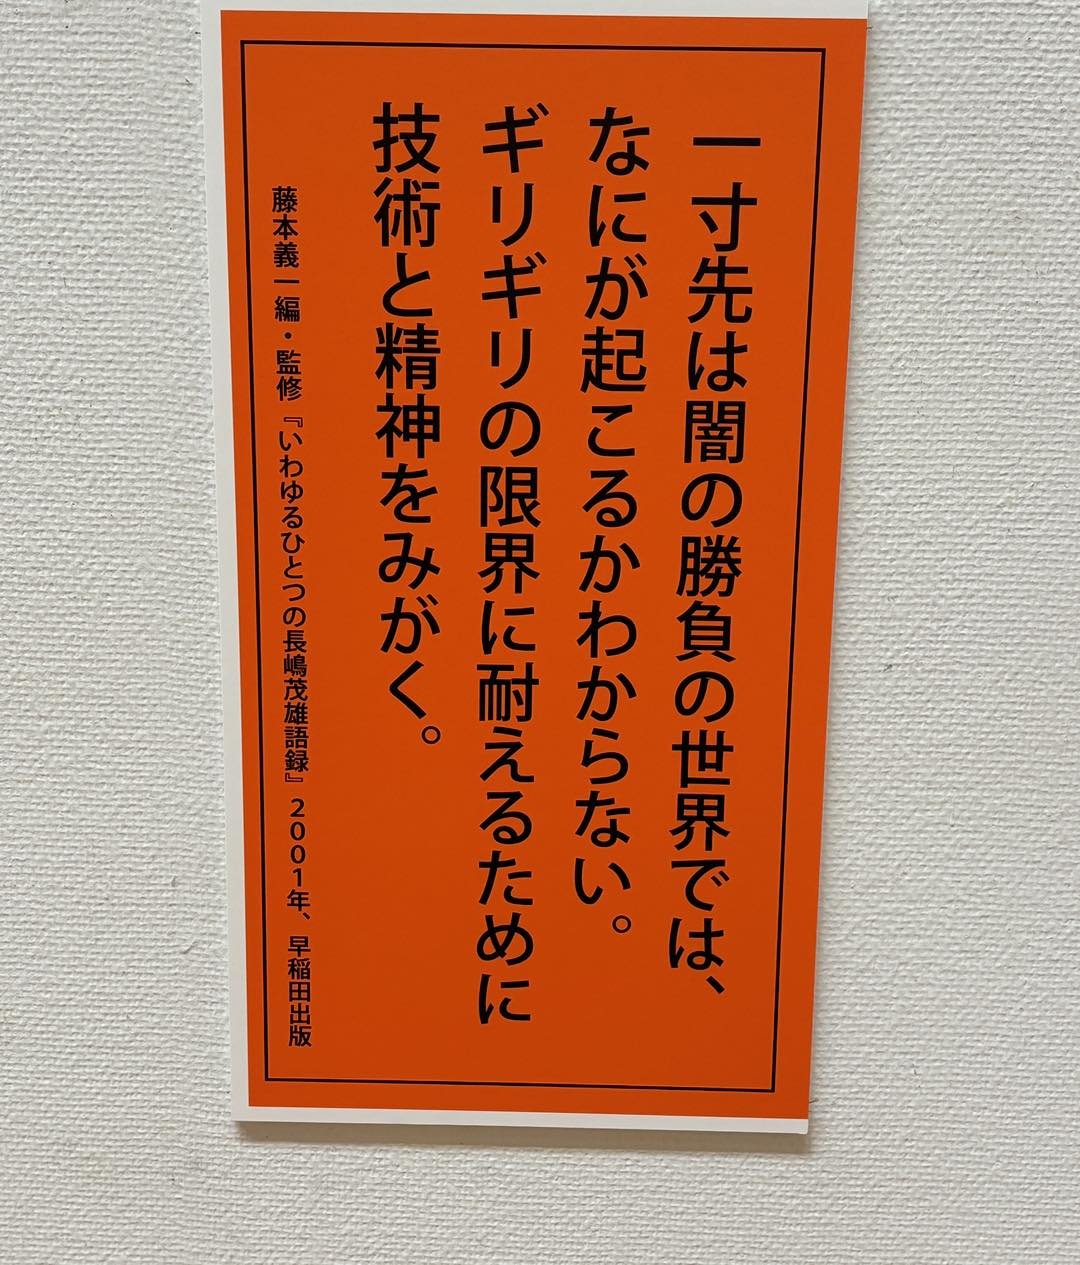 一寸先は闇の勝負の世界では、
なにが起こるかわからない。
ギリギリの限界に耐えるために
技術と精神をみがく。
藤本義一編・監修『いわゆるひとつの長嶋茂雄語録』2001年、早稲田出版